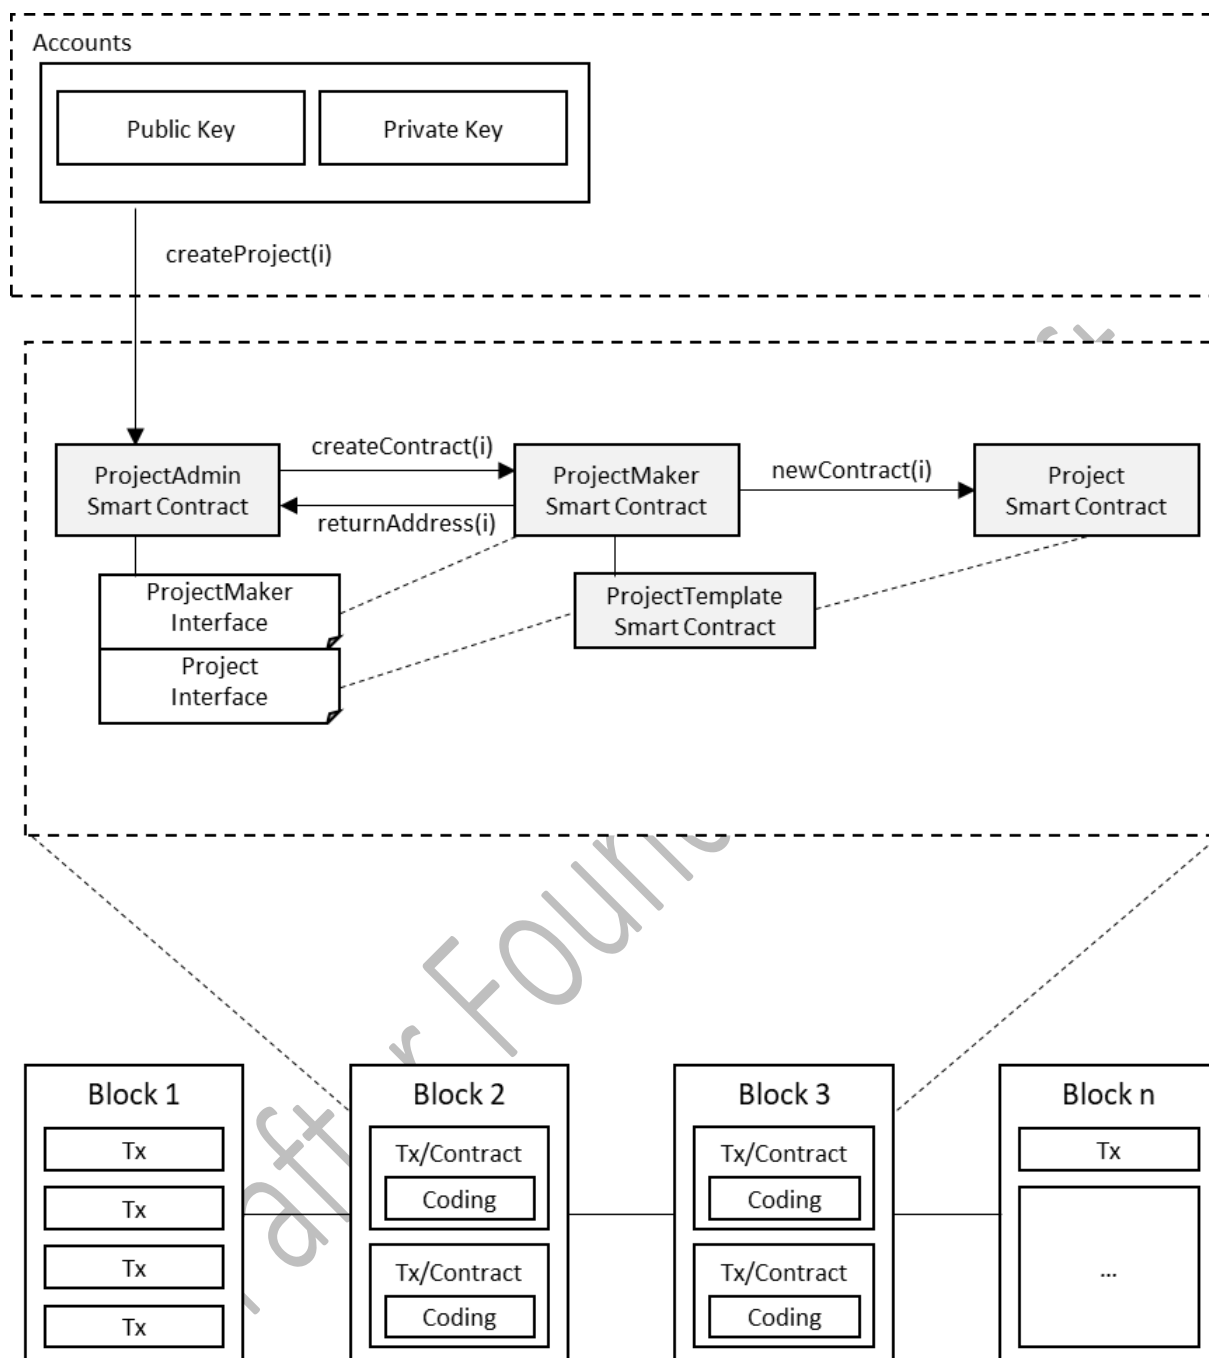 Accounts
Public Key
Private Key
createProject(i)
ProjectAdmin
Smart Contract
createContract(i)
returnAddress(i)
ProjectMaker
Smart Contract
newContract(i)
Project
Smart Contract
ProjectMaker
Interface
Project
Interface
ProjectTemplate
Smart Contract
Block 1
Tx
Tx
Tx
Tx
Block 2
Tx/Contract
Coding
Tx/Contract
Coding
Block 3
Tx/Contract
Coding
Tx/Contract
Coding
Block n
Tx
...